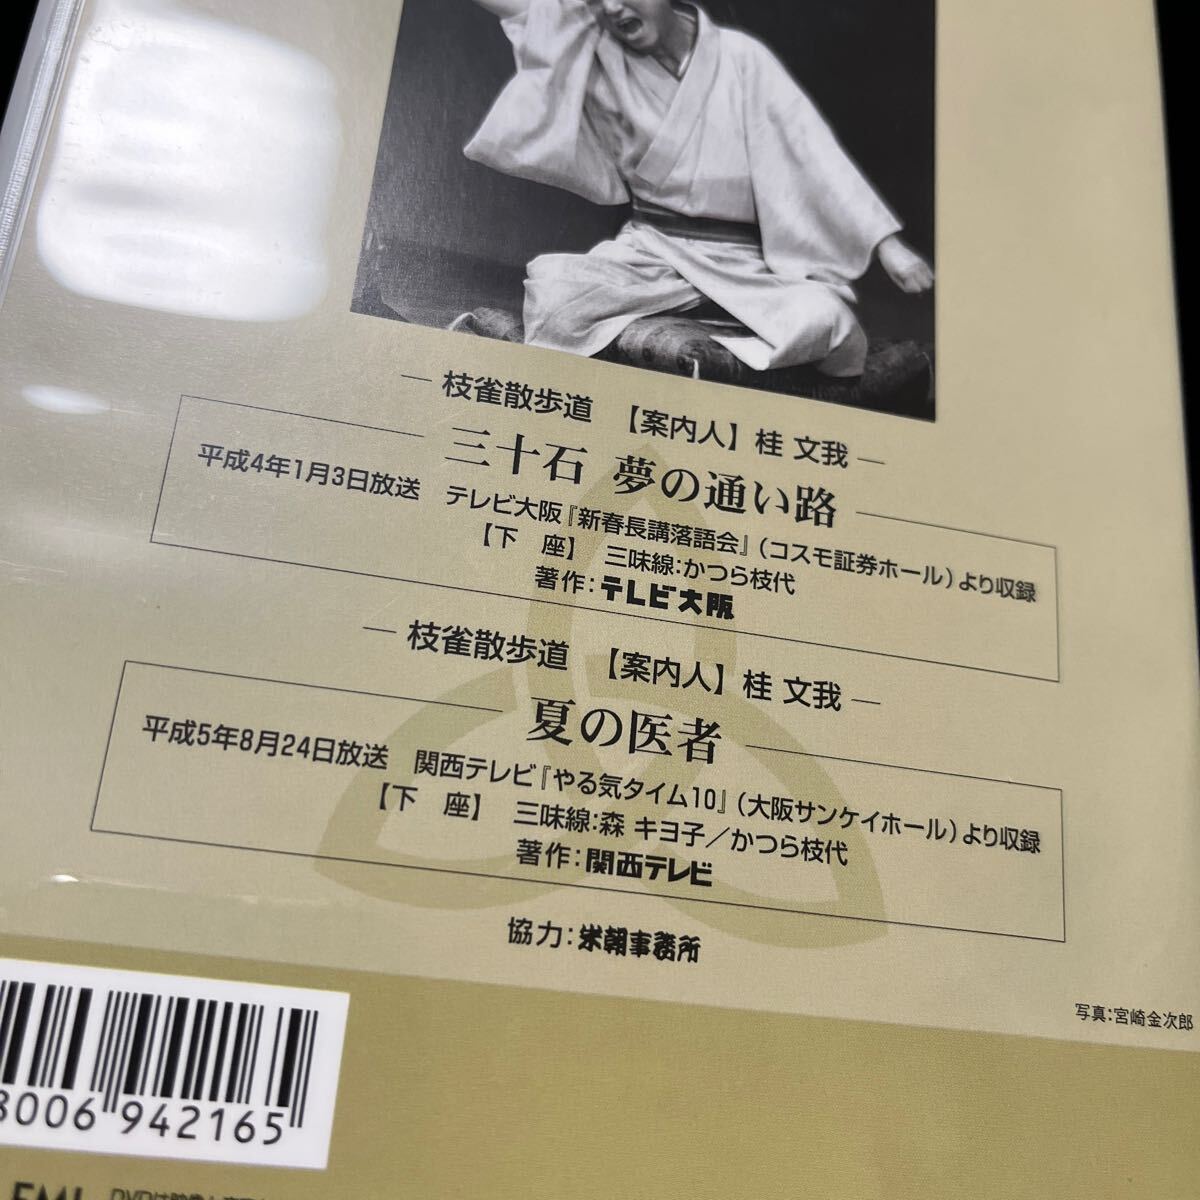 ― 枝雀散歩道　【案内人】 桂 文我 ―
三十石 夢の通い路
平成4年1月3日放送　テレビ大阪『新春長講落語会』（コスモ証券ホール）より収録
【下　座】　三味線：かつら枝代
著作：テレビ大阪
― 枝雀散歩道　【案内人】 桂 文我 ―
夏の医者
平成5年8月24日放送　関西テレビ『やる気タイム10』（大阪サンケイホール）より収録
【下　座】　三味線：森 キヨ子／かつら枝代
著作：関西テレビ
協力：米朝事務所
写真：宮崎金次郎
8006 942165
EMI